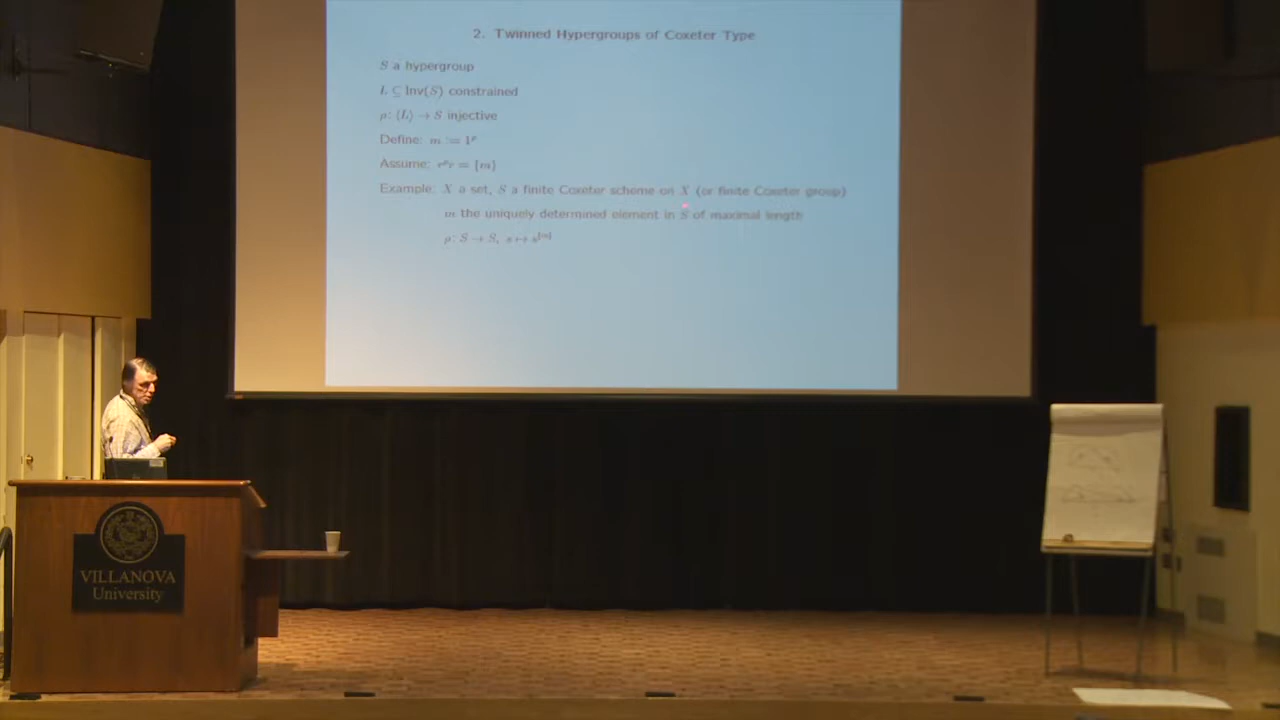 2. Twinned Hypergroups of Coxeter Type
S a hypergroup
L ⊆ Inv(S) constrained
ρ: ⟨L⟩ → S injective
Define: m := 1^ρ
Assume: r^ρ r = {m}
Example: X a set, S a finite Coxeter scheme on X (or finite Coxeter group)
m the uniquely determined element in S of maximal length
ρ: S → S, s ↦ s^[m]
VILLANOVA
University